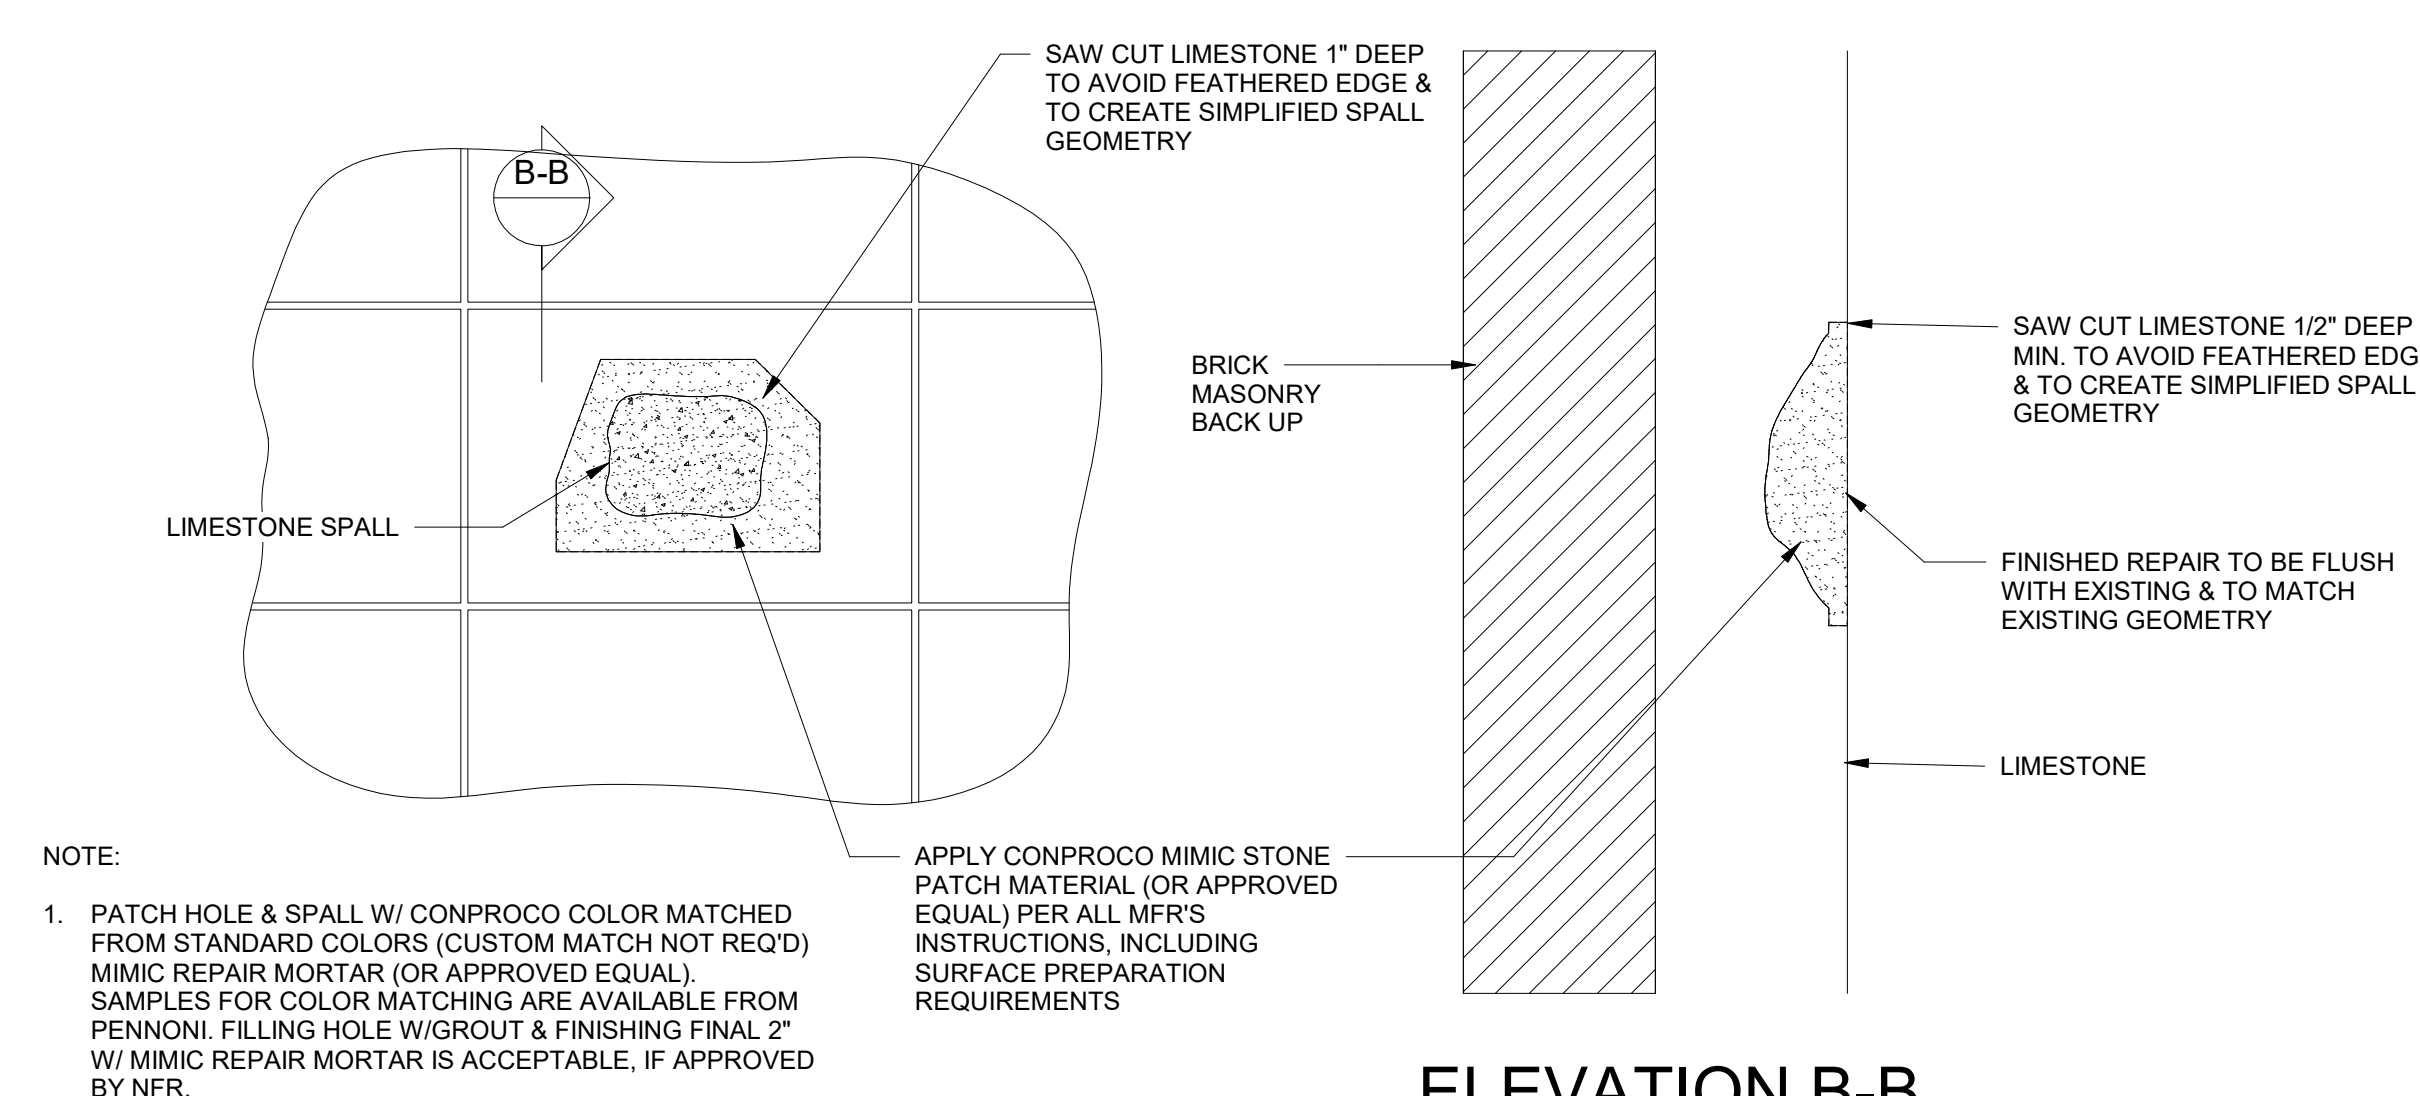 SAW CUT LIMESTONE 1" DEEP
TO AVOID FEATHERED EDGE &
TO CREATE SIMPLIFIED SPALL
GEOMETRY
B-B
SAW CUT LIMESTONE 1/2" DEEP
MIN. TO AVOID FEATHERED EDG
& TO CREATE SIMPLIFIED SPALL
GEOMETRY
BRICK
MASONRY
BACK UP
LIMESTONE SPALL
FINISHED REPAIR TO BE FLUSH
WITH EXISTING & TO MATCH
EXISTING GEOMETRY
LIMESTONE
NOTE:
1. PATCH HOLE & SPALL W/ CONPROCO COLOR MATCHED
FROM STANDARD COLORS (CUSTOM MATCH NOT REQ'D)
MIMIC REPAIR MORTAR (OR APPROVED EQUAL).
SAMPLES FOR COLOR MATCHING ARE AVAILABLE FROM
PENNONI. FILLING HOLE W/GROUT & FINISHING FINAL 2"
W/ MIMIC REPAIR MORTAR IS ACCEPTABLE, IF APPROVED
BY NFR.
APPLY CONPROCO MIMIC STONE
PATCH MATERIAL (OR APPROVED
EQUAL) PER ALL MFR'S
INSTRUCTIONS, INCLUDING
SURFACE PREPARATION
REQUIREMENTS
ELEVATION B-B